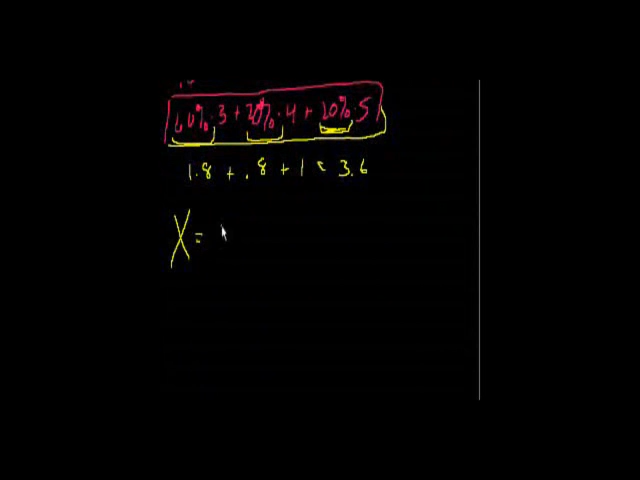 60%·3 + 20%·4 + 20%·5
1.8 + .8 + 1 = 3.6
X =